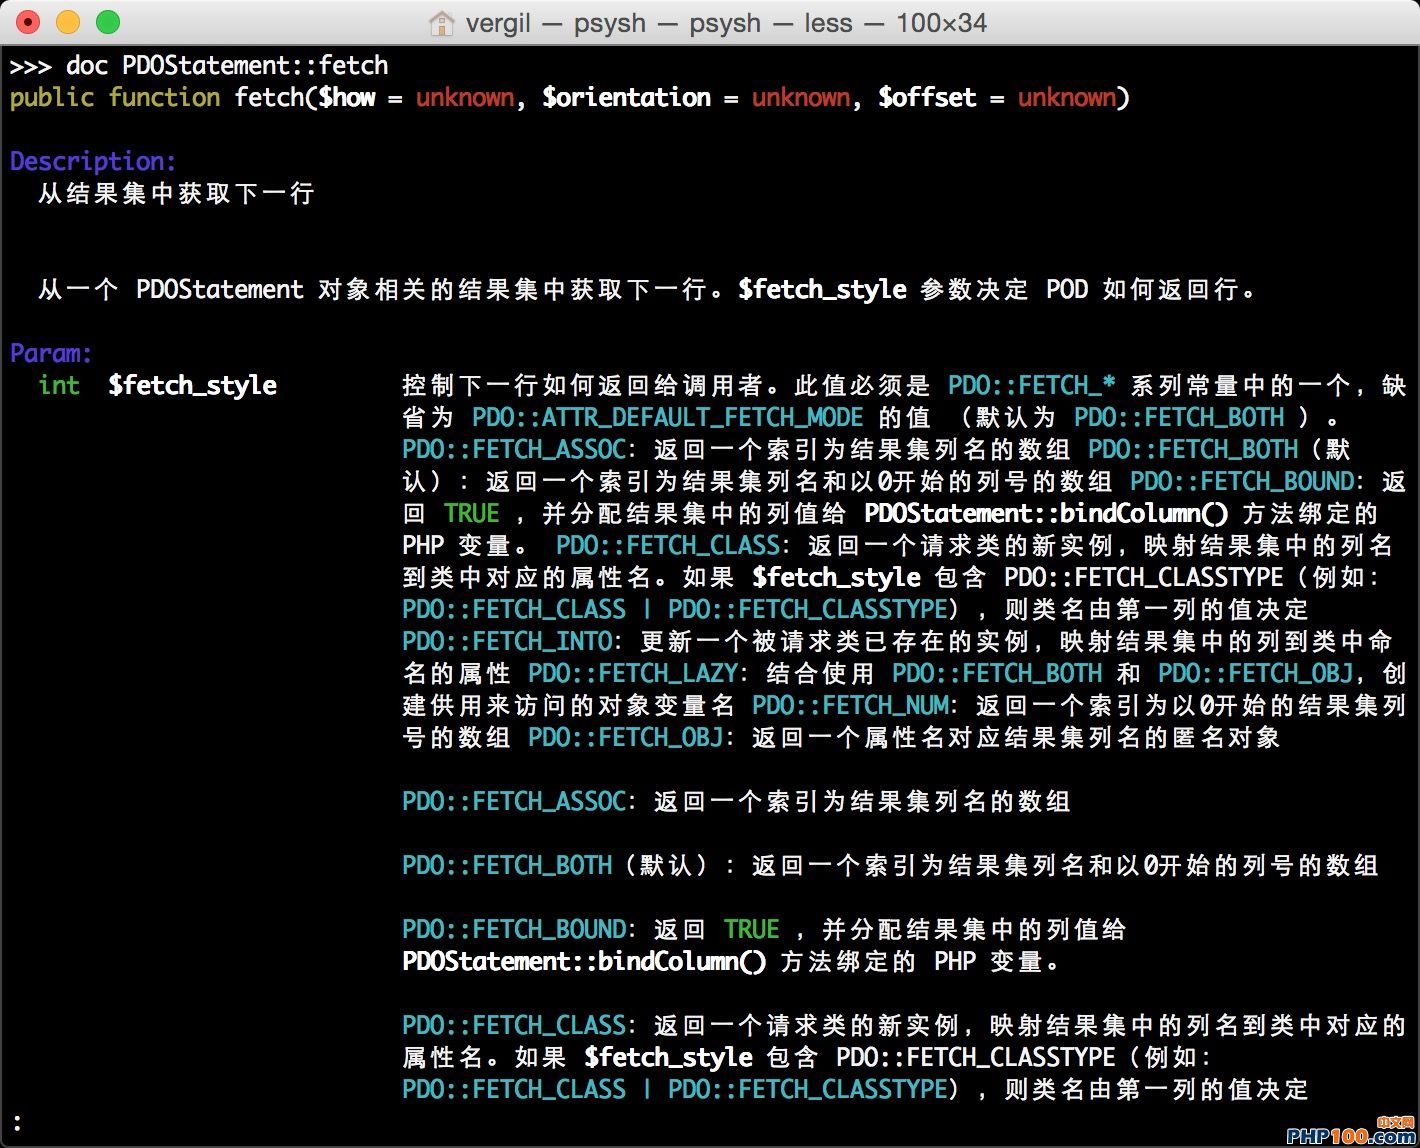 vergil — psysh — psysh — less — 100×34
>>> doc PDOStatement::fetch
public function fetch($how = unknown, $orientation = unknown, $offset = unknown)
Description:
从结果集中获取下一行
从一个 PDOStatement 对象相关的结果集中获取下一行。$fetch_style 参数决定 POD 如何返回行。
Param:
int $fetch_style 控制下一行如何返回给调用者。此值必须是 PDO::FETCH_* 系列常量中的一个，缺
省为 PDO::ATTR_DEFAULT_FETCH_MODE 的值 （默认为 PDO::FETCH_BOTH ）。
PDO::FETCH_ASSOC：返回一个索引为结果集列名的数组 PDO::FETCH_BOTH（默
认）：返回一个索引为结果集列名和以0开始的列号的数组 PDO::FETCH_BOUND：返
回 TRUE ，并分配结果集中的列值给 PDOStatement::bindColumn() 方法绑定的
PHP 变量。 PDO::FETCH_CLASS：返回一个请求类的新实例，映射结果集中的列名
到类中对应的属性名。如果 $fetch_style 包含 PDO::FETCH_CLASSTYPE（例如：
PDO::FETCH_CLASS | PDO::FETCH_CLASSTYPE），则类名由第一列的值决定
PDO::FETCH_INTO：更新一个被请求类已存在的实例，映射结果集中的列到类中命
名的属性 PDO::FETCH_LAZY：结合使用 PDO::FETCH_BOTH 和 PDO::FETCH_OBJ，创
建供用来访问的对象变量名 PDO::FETCH_NUM：返回一个索引为以0开始的结果集列
号的数组 PDO::FETCH_OBJ：返回一个属性名对应结果集列名的匿名对象
PDO::FETCH_ASSOC：返回一个索引为结果集列名的数组
PDO::FETCH_BOTH（默认）：返回一个索引为结果集列名和以0开始的列号的数组
PDO::FETCH_BOUND：返回 TRUE ，并分配结果集中的列值给
PDOStatement::bindColumn() 方法绑定的 PHP 变量。
PDO::FETCH_CLASS：返回一个请求类的新实例，映射结果集中的列名到类中对应的
属性名。如果 $fetch_style 包含 PDO::FETCH_CLASSTYPE（例如：
PDO::FETCH_CLASS | PDO::FETCH_CLASSTYPE），则类名由第一列的值决定
:
中文网
PHP100.com